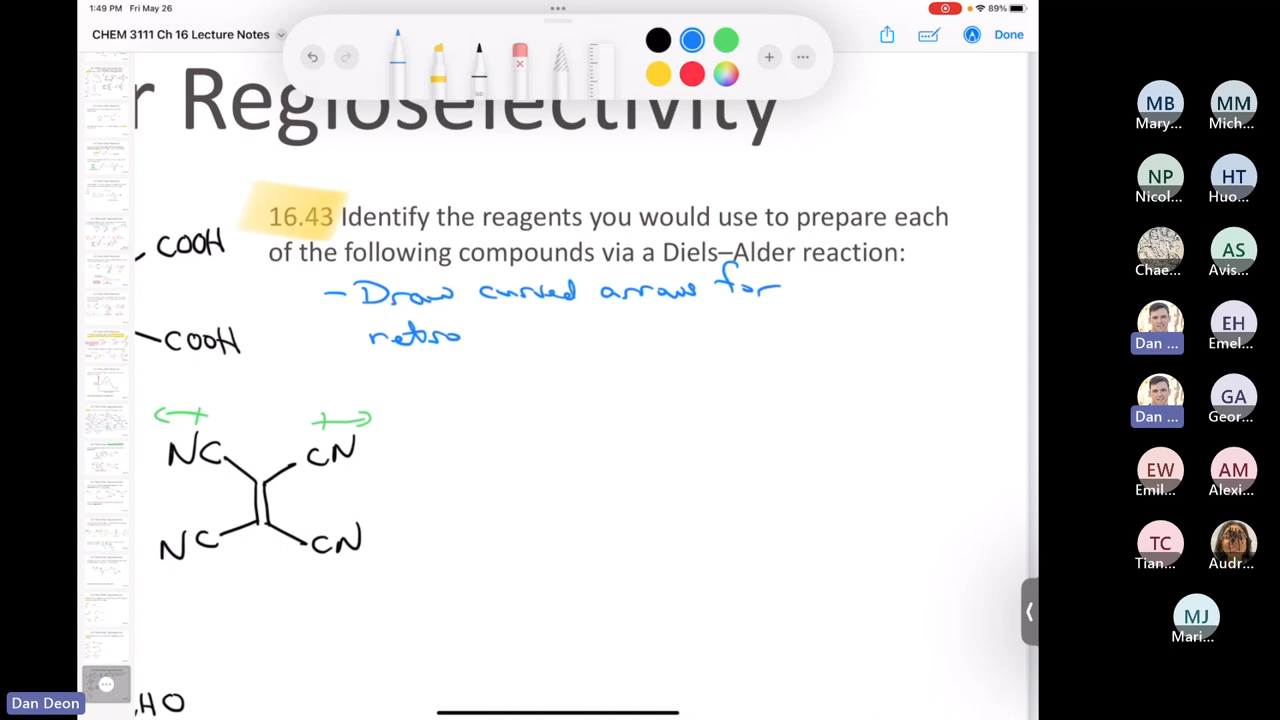 1:49 PM Fri May 26
89%
CHEM 3111 Ch 16 Lecture Notes
Done
r Regioselectivity
16.43 Identify the reagents you would use to prepare each
of the following compounds via a Diels–Alder reaction:
- Draw curved arrows for
retro
COOH
COOH
NC CN
NC CN
HO
MB
Mary...
MM
Mich...
NP
Nicol...
HT
Huo...
Chae...
AS
Avis...
Dan ...
EH
Emel...
Dan ...
GA
Geor...
EW
Emil...
AM
Alexi...
TC
Tian...
Audr...
MJ
Mari...
Dan Deon